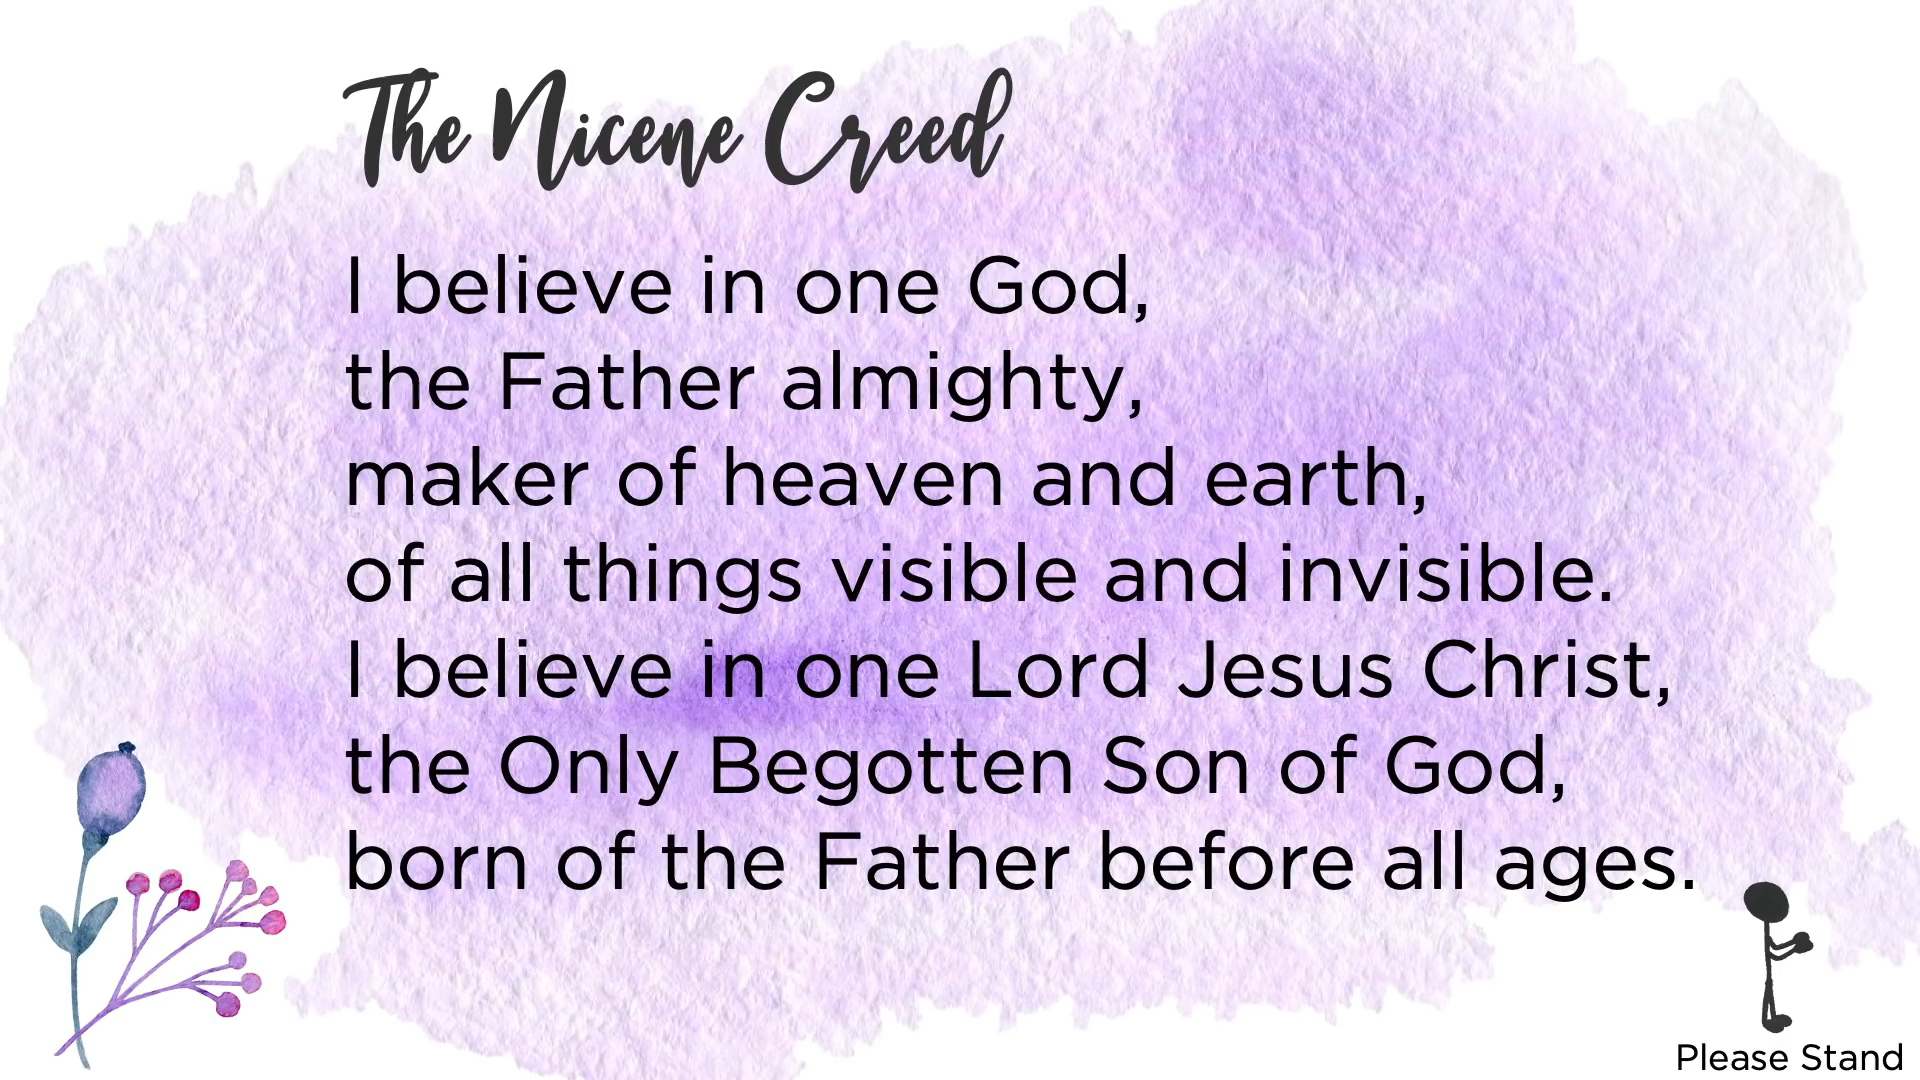 The Nicene Creed
I believe in one God,
the Father almighty,
maker of heaven and earth,
of all things visible and invisible.
I believe in one Lord Jesus Christ,
the Only Begotten Son of God,
born of the Father before all ages.
Please Stand